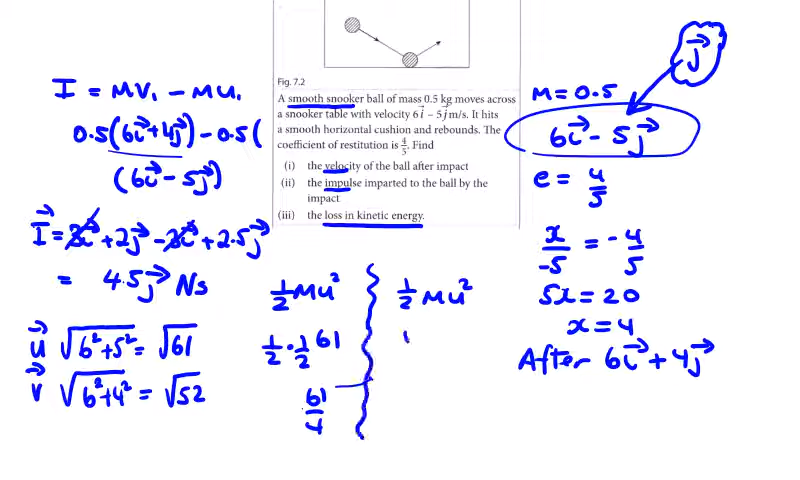 Fig. 7.2
A smooth snooker ball of mass 0.5 kg moves across
a snooker table with velocity 6 i⃗ − 5 j⃗ m/s. It hits
a smooth horizontal cushion and rebounds. The
coefficient of restitution is 4/5. Find
(i) the velocity of the ball after impact
(ii) the impulse imparted to the ball by the
impact
(iii) the loss in kinetic energy.
I = MV₁ − MU₁
0.5(6i⃗+4j⃗) − 0.5(
(6i⃗ − 5j⃗)
I⃗ = 3i⃗ + 2j⃗ − 3i⃗ + 2.5j⃗
= 4.5j⃗ Ns
u⃗ √(6²+5²) = √61
v⃗ √(6²+4²) = √52
½MU²
½·½ 61
61/4
½MU²
j⃗
M = 0.5
6i⃗ − 5j⃗
e = 4/5
x/−5 = −4/5
5x = 20
x = 4
After 6i⃗ + 4j⃗